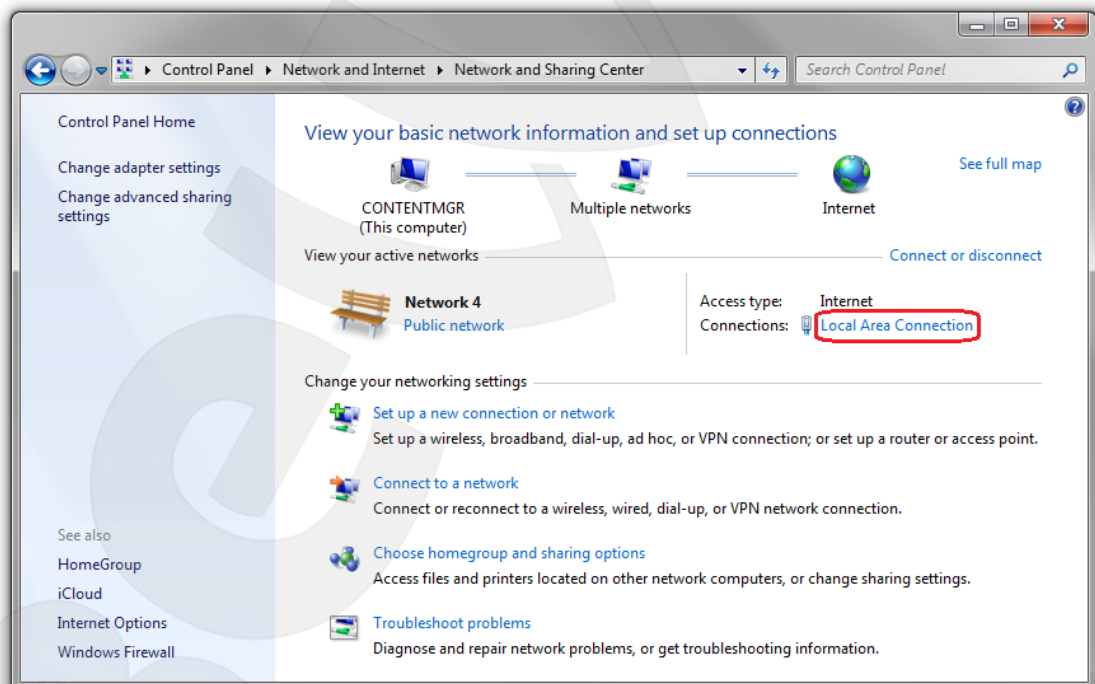 Control Panel Network and Internet Network and Sharing Center Search Control Panel
Control Panel Home
Change adapter settings
Change advanced sharing
settings
See also
HomeGroup
iCloud
Internet Options
Windows Firewall
View your basic network information and set up connections
See full map
CONTENTMGR
(This computer)
Multiple networks
Internet
View your active networks
Connect or disconnect
Network 4
Public network
Access type: Internet
Connections: Local Area Connection
Change your networking settings
Set up a new connection or network
Set up a wireless, broadband, dial-up, ad hoc, or VPN connection; or set up a router or access point.
Connect to a network
Connect or reconnect to a wireless, wired, dial-up, or VPN network connection.
Choose homegroup and sharing options
Access files and printers located on other network computers, or change sharing settings.
Troubleshoot problems
Diagnose and repair network problems, or get troubleshooting information.